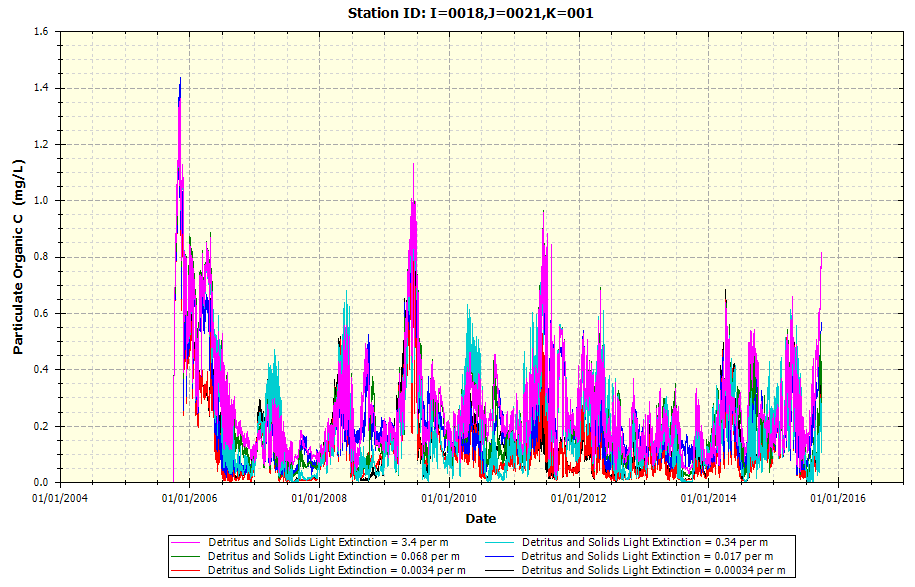 Station ID: I=0018,J=0021,K=001
1.6
1.4
1.2
1.0
0.8
0.6
0.4
0.2
0.0
Particulate Organic C (mg/L)
01/01/2004 01/01/2006 01/01/2008 01/01/2010 01/01/2012 01/01/2014 01/01/2016
Date
Detritus and Solids Light Extinction = 3.4 per m Detritus and Solids Light Extinction = 0.34 per m
Detritus and Solids Light Extinction = 0.068 per m Detritus and Solids Light Extinction = 0.017 per m
Detritus and Solids Light Extinction = 0.0034 per m Detritus and Solids Light Extinction = 0.00034 per m